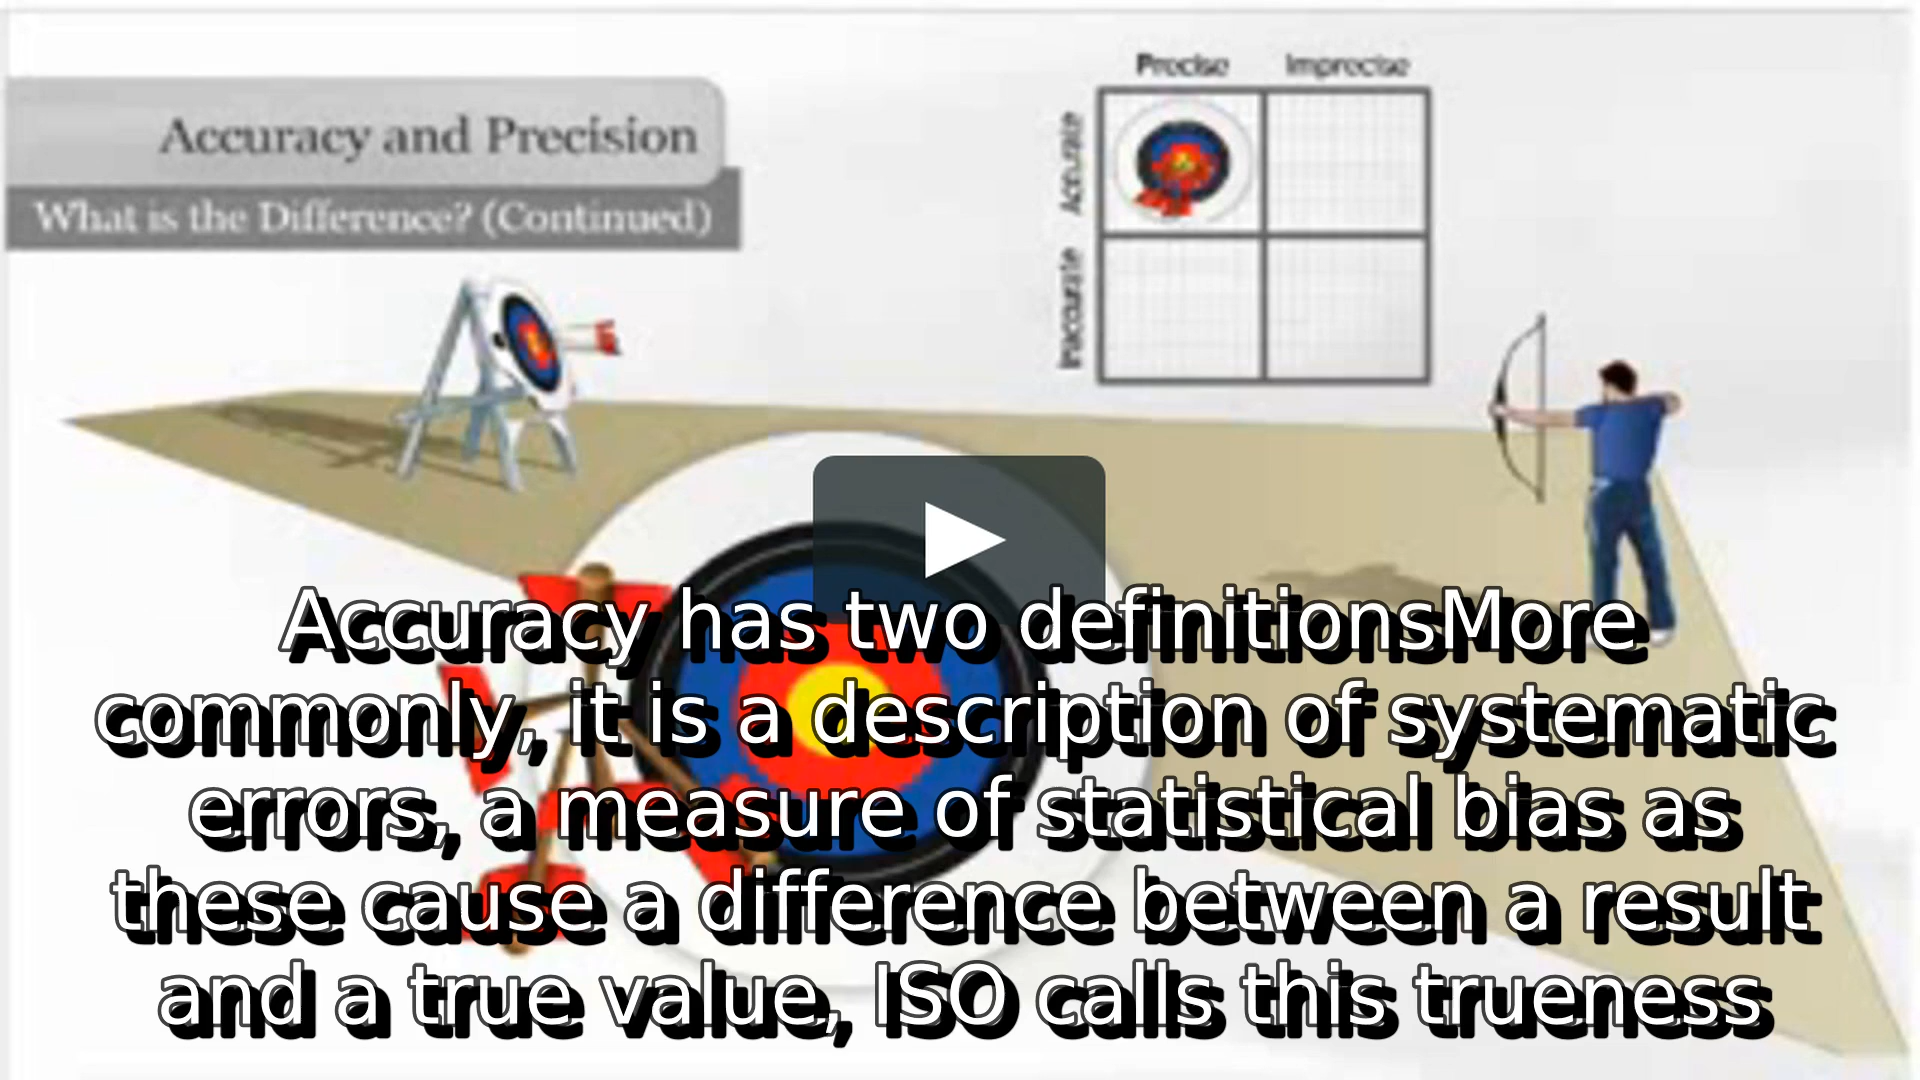 Precise Imprecise
Accuracy and Precision
Accurate
What is the Difference? (Continued)
Inaccurate
Accuracy has two definitionsMore
commonly, it is a description of systematic
errors, a measure of statistical bias as
these cause a difference between a result
and a true value, ISO calls this trueness